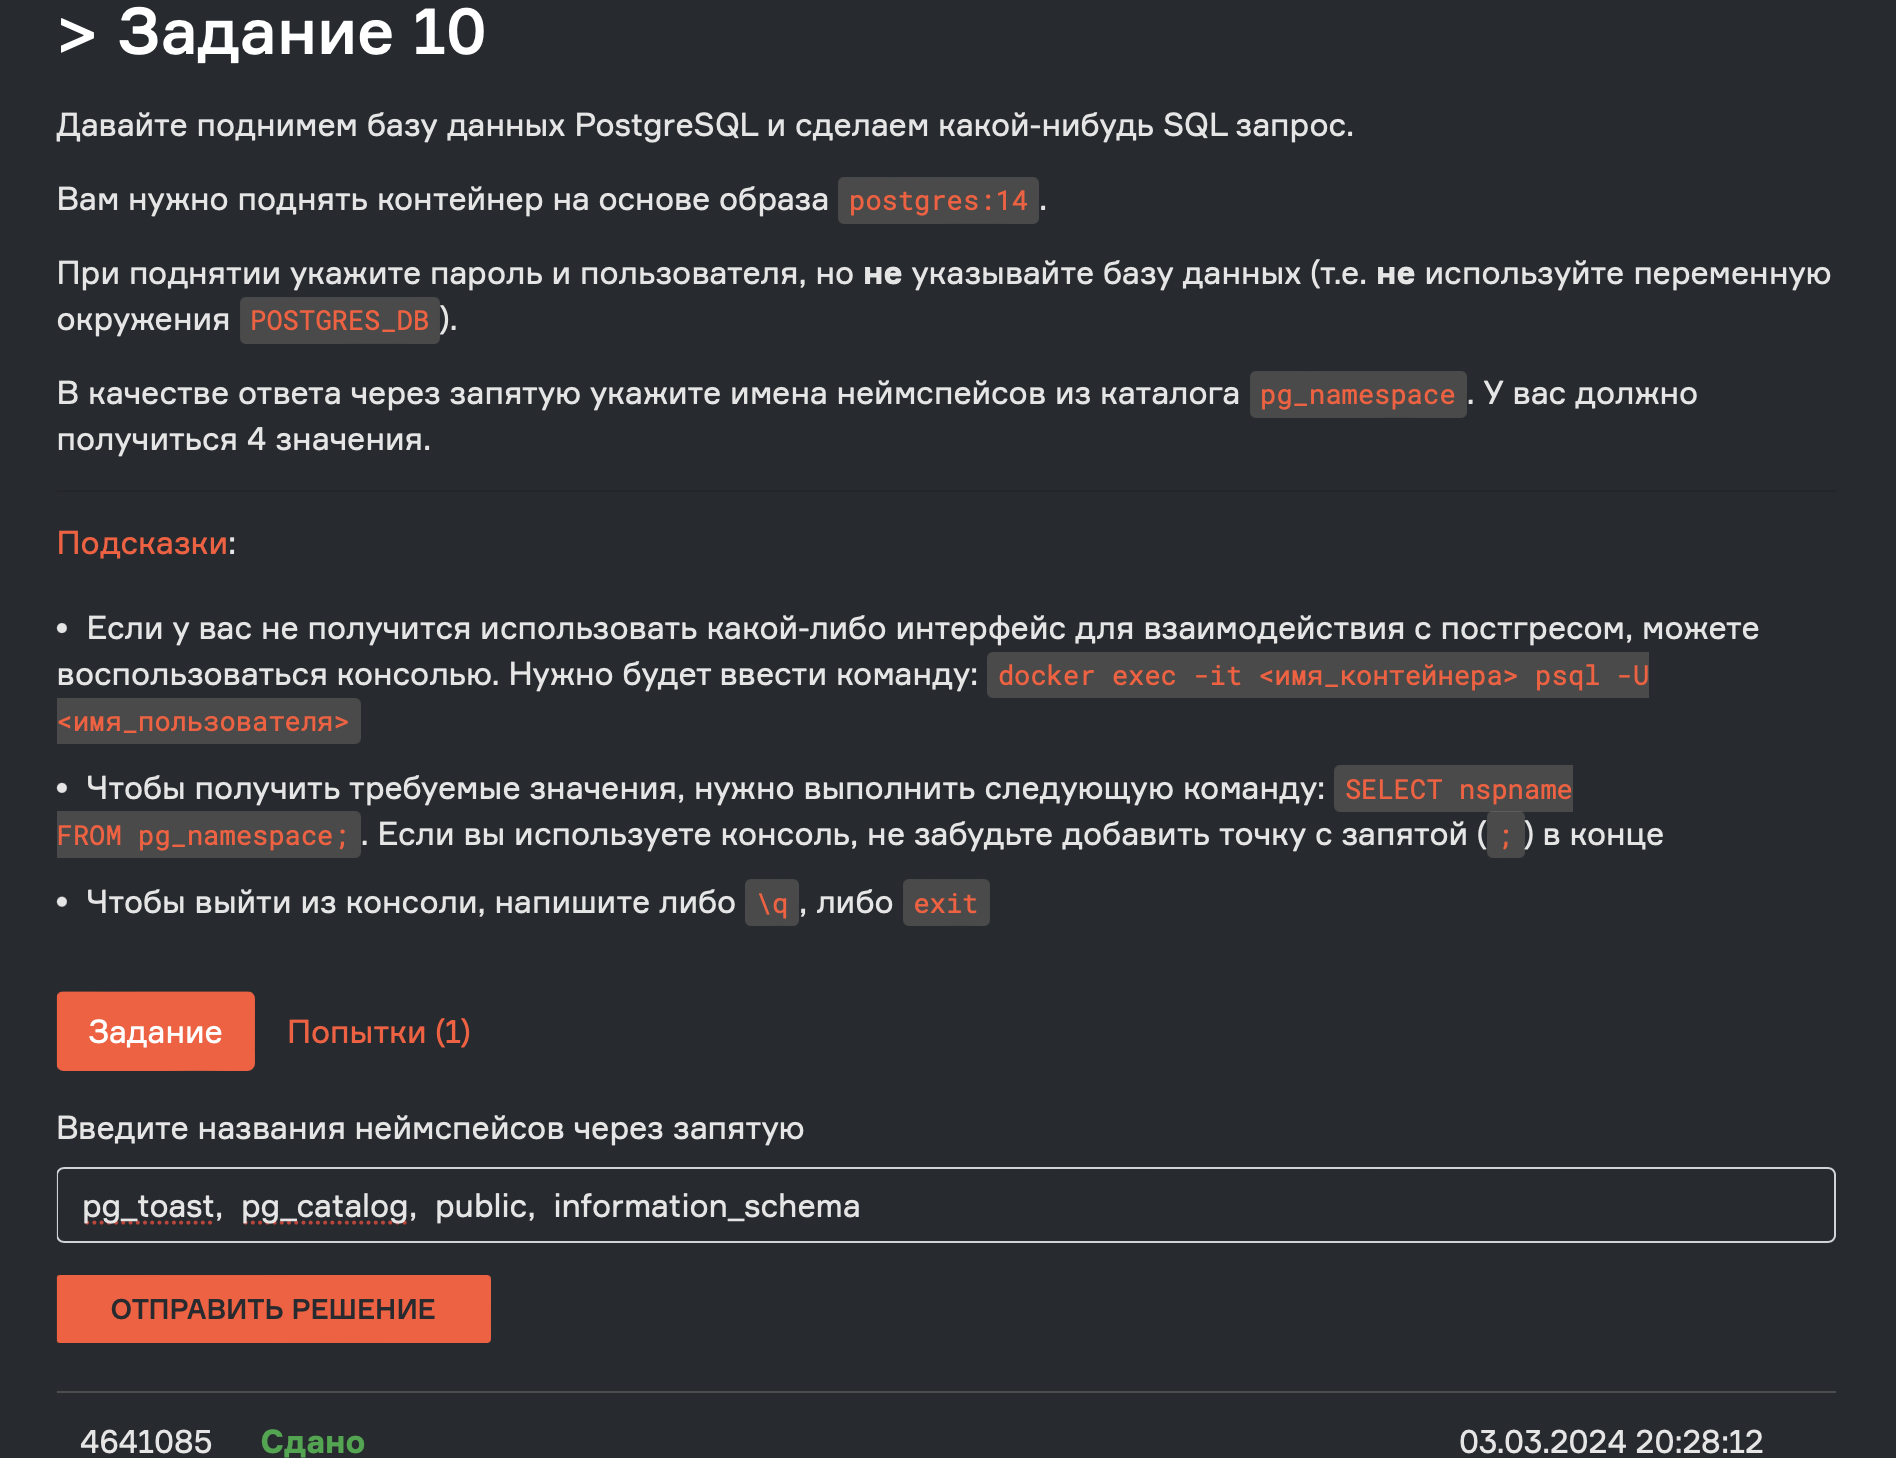 > Задание 10
Давайте поднимем базу данных PostgreSQL и сделаем какой-нибудь SQL запрос.
Вам нужно поднять контейнер на основе образа postgres:14.
При поднятии укажите пароль и пользователя, но не указывайте базу данных (т.е. не используйте переменную
окружения POSTGRES_DB).
В качестве ответа через запятую укажите имена неймспейсов из каталога pg_namespace. У вас должно
получиться 4 значения.
Подсказки:
• Если у вас не получится использовать какой-либо интерфейс для взаимодействия с постгресом, можете
воспользоваться консолью. Нужно будет ввести команду: docker exec -it <имя_контейнера> psql -U
<имя_пользователя>
• Чтобы получить требуемые значения, нужно выполнить следующую команду: SELECT nspname
FROM pg_namespace;. Если вы используете консоль, не забудьте добавить точку с запятой (;) в конце
• Чтобы выйти из консоли, напишите либо \q, либо exit
Задание Попытки (1)
Введите названия неймспейсов через запятую
pg_toast, pg_catalog, public, information_schema
ОТПРАВИТЬ РЕШЕНИЕ
4641085 Сдано 03.03.2024 20:28:12